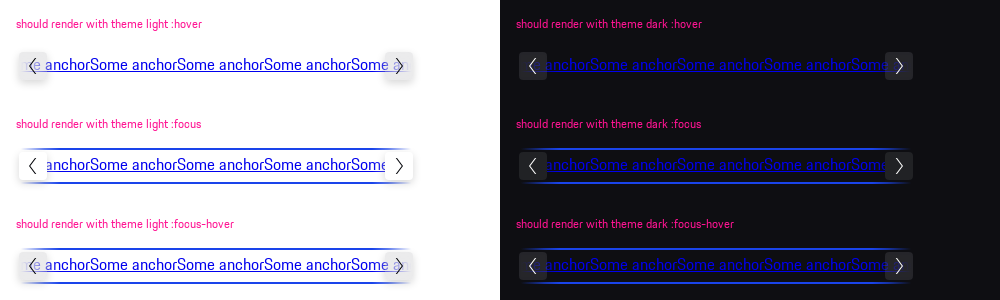 should render with theme light :hover
me anchorSome anchorSome anchorSome anchorSome an
should render with theme light :focus
anchorSome anchorSome anchorSome anchorSome
should render with theme light :focus-hover
me anchorSome anchorSome anchorSome anchorSome an
should render with theme dark :hover
anchorSome anchorSome anchorSome anchorSome
should render with theme dark :focus
anchorSome anchorSome anchorSome anchorSome
should render with theme dark :focus-hover
anchorSome anchorSome anchorSome anchorSome